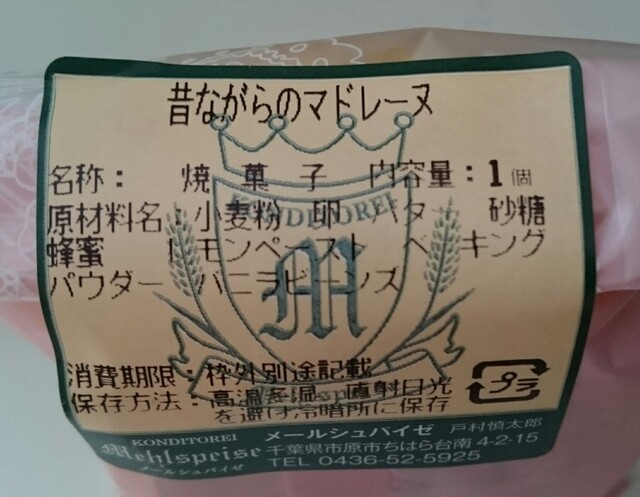 昔ながらのマドレーヌ
名称： 焼菓子 内容量：1個
原材料名：小麦粉 卵 バター 砂糖
蜂蜜 レモンペースト ベーキング
パウダー バニラビーンズ
KONDITOREI
M
消費期限：枠外別途記載
保存方法：高温多湿、直射日光
を避け冷暗所に保存
プラ
KONDITOREI
Mehlspeise
メールシュパイゼ
メールシュパイゼ 戸村慎太郎
千葉県市原市ちはら台南4-2-15
TEL 0436-52-5925